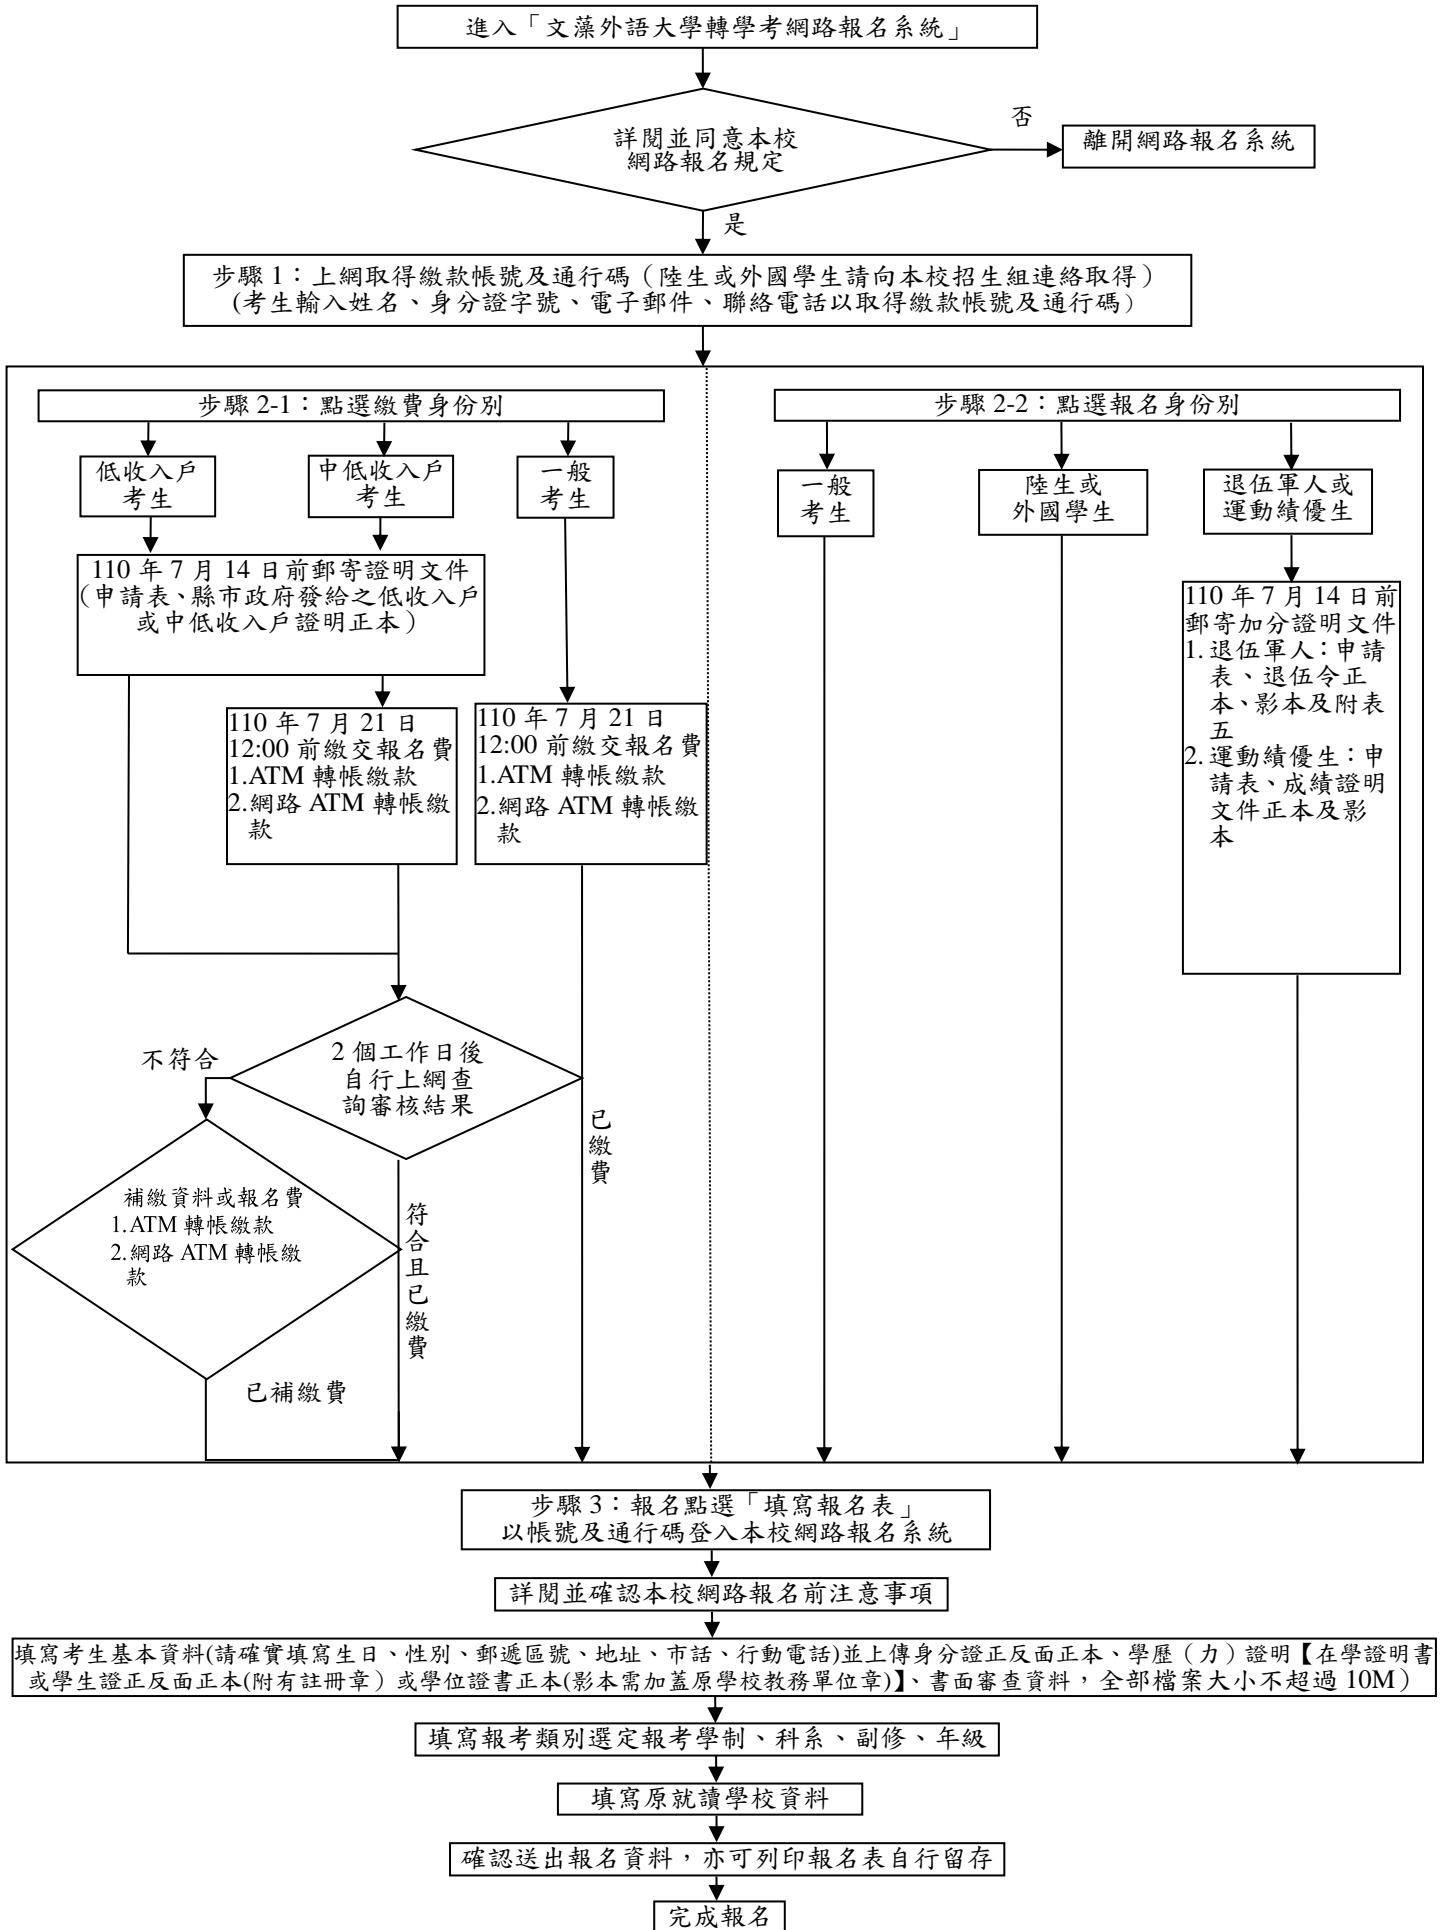 進入「文藻外語大學轉學考網路報名系統」
詳閱並同意本校
網路報名規定
否
離開網路報名系統
是
步驟 1：上網取得繳款帳號及通行碼（陸生或外國學生請向本校招生組連絡取得）
(考生輸入姓名、身分證字號、電子郵件、聯絡電話以取得繳款帳號及通行碼）
步驟 2-1：點選繳費身份別
低收入戶
考生
中低收入戶
考生
一般
考生
110 年 7 月 14 日前郵寄證明文件
（申請表、縣市政府發給之低收入戶
或中低收入戶證明正本）
110 年 7 月 21 日
12:00 前繳交報名費
1.ATM 轉帳繳款
2.網路 ATM 轉帳繳
款
110 年 7 月 21 日
12:00 前繳交報名費
1.ATM 轉帳繳款
2.網路 ATM 轉帳繳
款
2 個工作日後
自行上網查
詢審核結果
不符合
補繳資料或報名費
1.ATM 轉帳繳款
2.網路 ATM 轉帳繳
款
已補繳費
符合且已繳費
已繳費
步驟 2-2：點選報名身份別
一般
考生
陸生或
外國學生
退伍軍人或
運動績優生
110 年 7 月 14 日前
郵寄加分證明文件
1. 退伍軍人：申請
表、退伍令正
本、影本及附表
五
2. 運動績優生：申
請表、成績證明
文件正本及影
本
步驟 3：報名點選「填寫報名表」
以帳號及通行碼登入本校網路報名系統
詳閱並確認本校網路報名前注意事項
填寫考生基本資料(請確實填寫生日、性別、郵遞區號、地址、市話、行動電話)並上傳身分證正反面正本、學歷（力）證明【在學證明書
或學生證正反面正本(附有註冊章）或學位證書正本(影本需加蓋原學校教務單位章)】、書面審查資料，全部檔案大小不超過 10M）
填寫報考類別選定報考學制、科系、副修、年級
填寫原就讀學校資料
確認送出報名資料，亦可列印報名表自行留存
完成報名